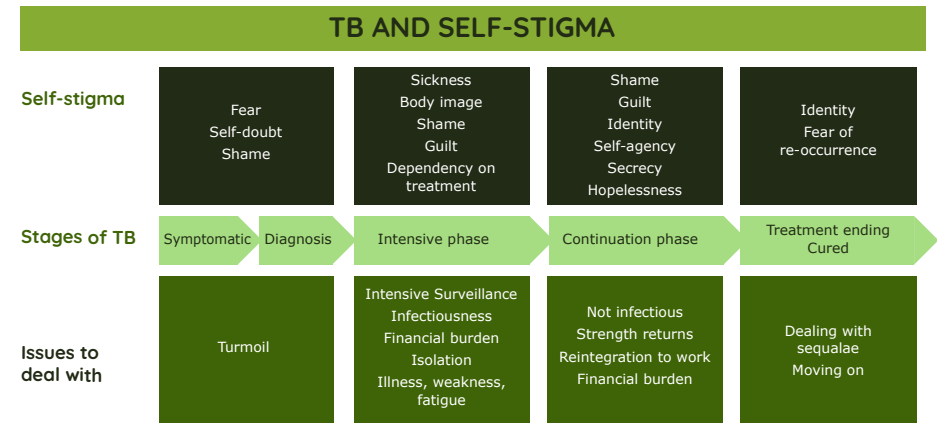 TB AND SELF-STIGMA
Self-stigma
Fear
Self-doubt
Shame
Sickness
Body image
Shame
Guilt
Dependency on
treatment
Shame
Guilt
Identity
Self-agency
Secrecy
Hopelessness
Identity
Fear of
re-occurrence
Stages of TB
Symptomatic
Diagnosis
Intensive phase
Continuation phase
Treatment ending
Cured
Issues to
deal with
Turmoil
Intensive Surveillance
Infectiousness
Financial burden
Isolation
Illness, weakness,
fatigue
Not infectious
Strength returns
Reintegration to work
Financial burden
Dealing with
sequalae
Moving on